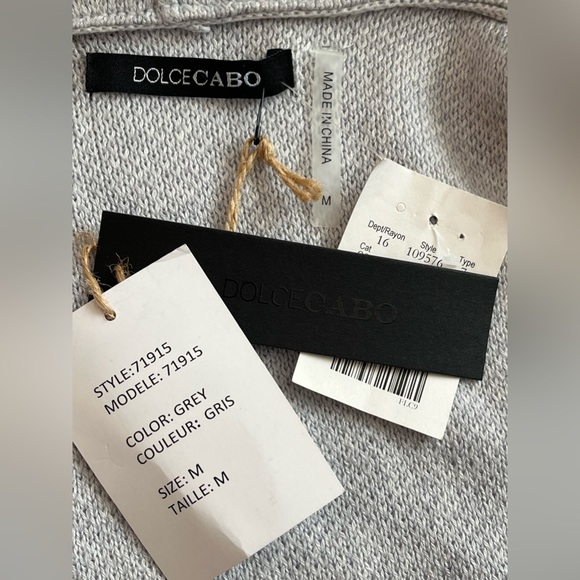 DOLCECABO
MADE IN CHINA
M
Dept/Rayon Style Type
16 109576
Cat
DOLCECABO
STYLE:71915
MODELE: 71915
COLOR: GREY
COULEUR: GRIS
SIZE: M
TAILLE: M